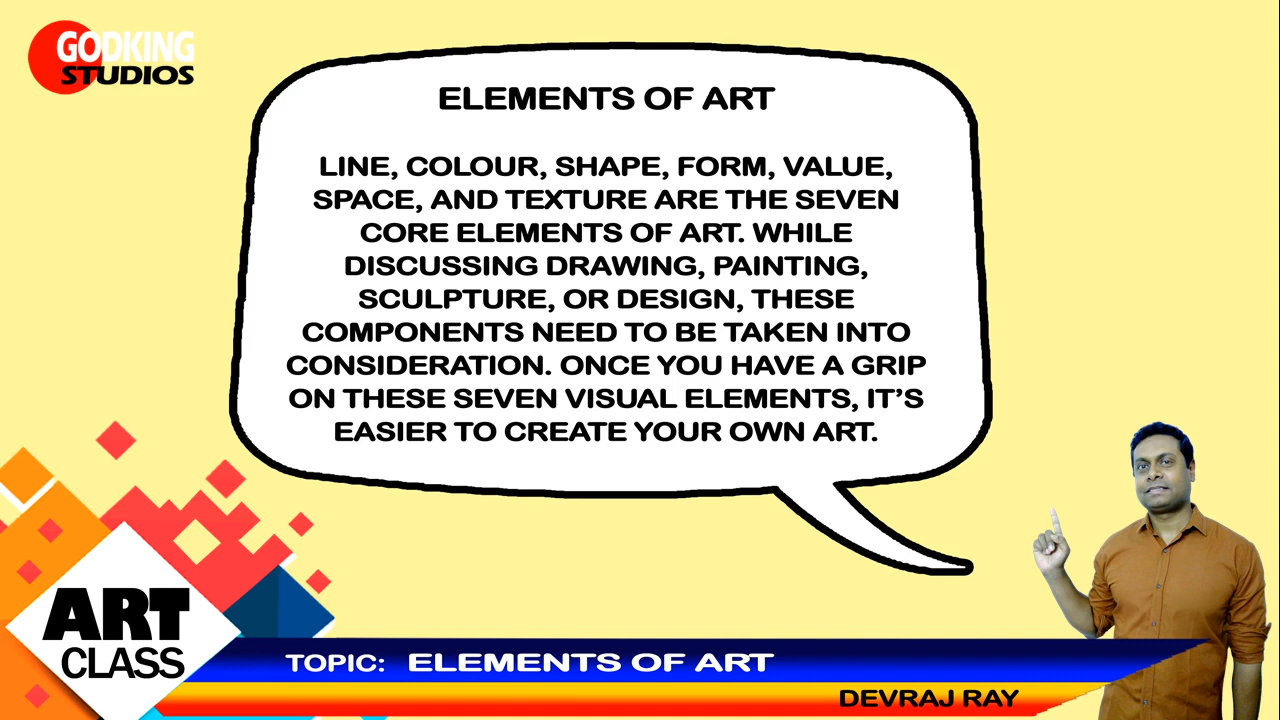 GODKING
STUDIOS
ELEMENTS OF ART
LINE, COLOUR, SHAPE, FORM, VALUE,
SPACE, AND TEXTURE ARE THE SEVEN
CORE ELEMENTS OF ART. WHILE
DISCUSSING DRAWING, PAINTING,
SCULPTURE, OR DESIGN, THESE
COMPONENTS NEED TO BE TAKEN INTO
CONSIDERATION. ONCE YOU HAVE A GRIP
ON THESE SEVEN VISUAL ELEMENTS, IT’S
EASIER TO CREATE YOUR OWN ART.
ART
CLASS
TOPIC: ELEMENTS OF ART
DEVRAJ RAY